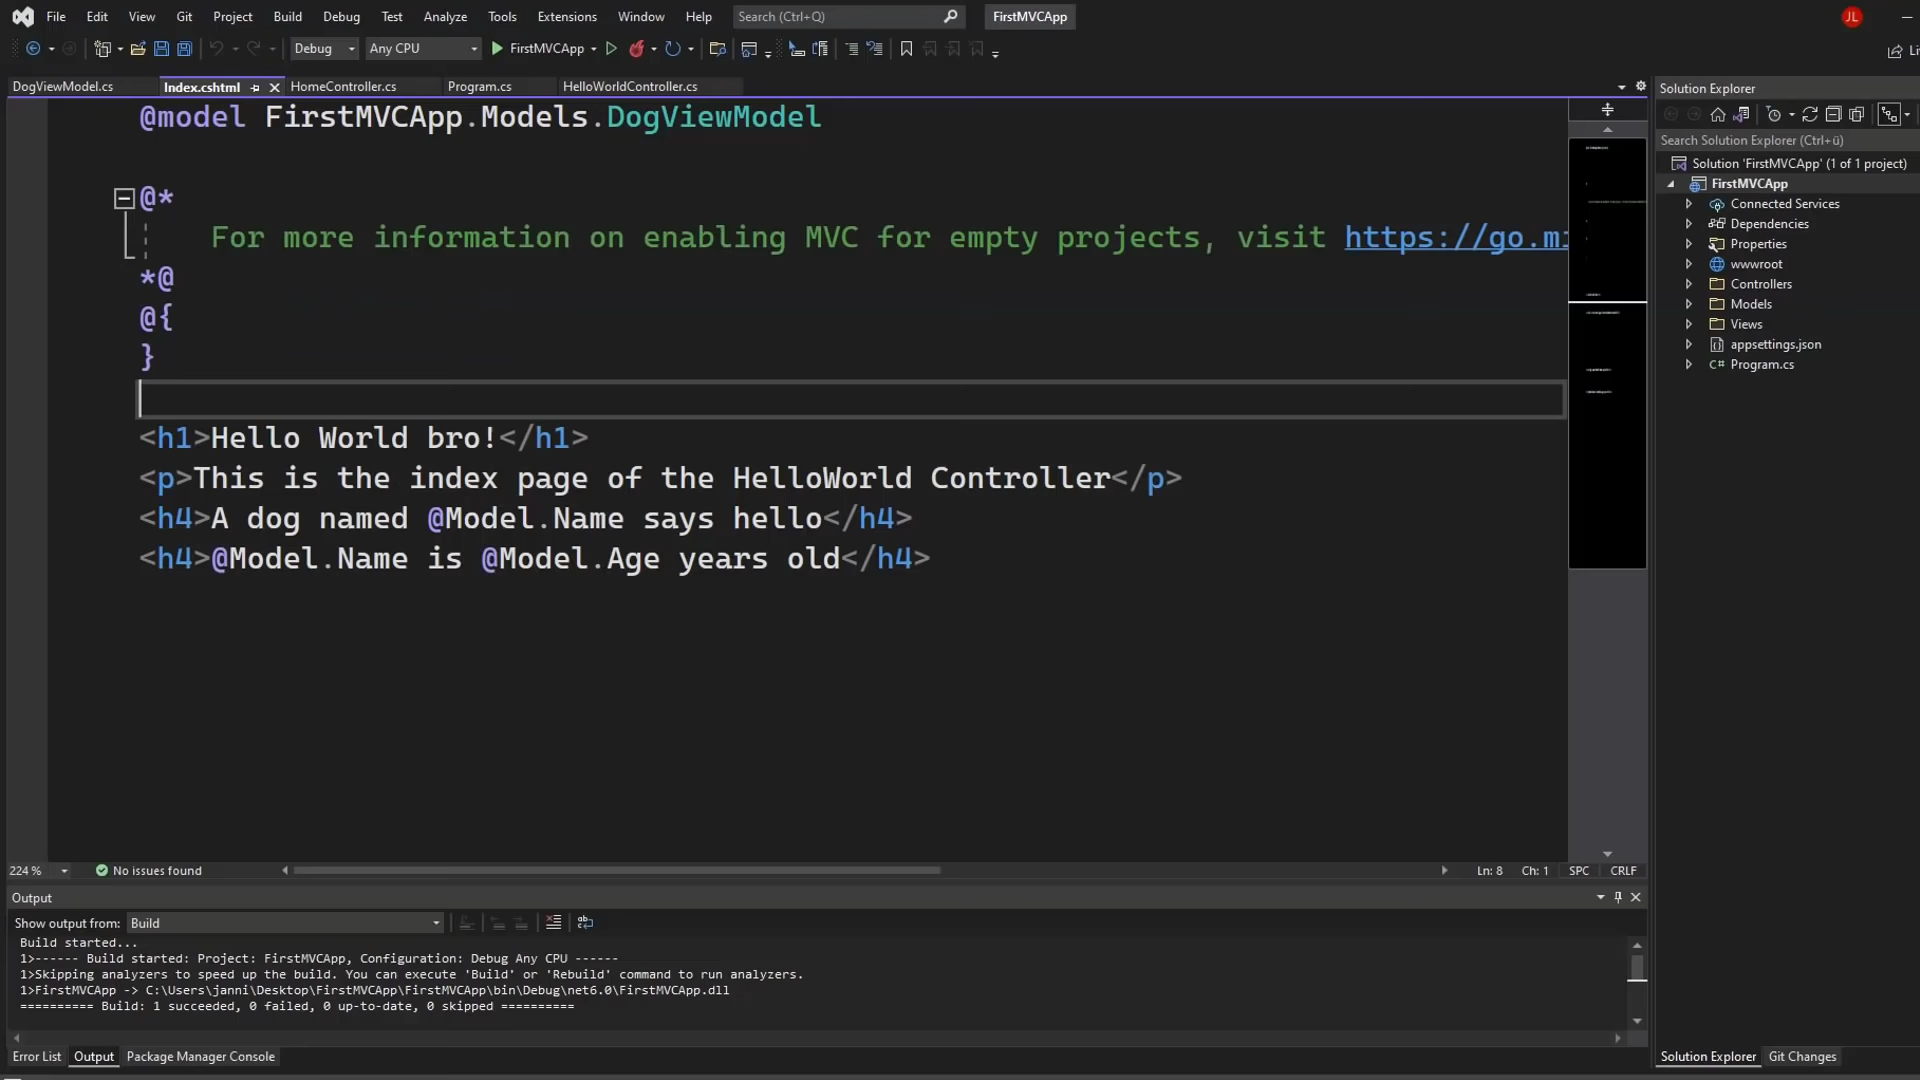 File Edit View Git Project Build Debug Test Analyze Tools Extensions Window Help Search (Ctrl+Q) FirstMVCApp JL
Debug Any CPU FirstMVCApp
DogViewModel.cs Index.cshtml HomeController.cs Program.cs HelloWorldController.cs
@model FirstMVCApp.Models.DogViewModel
@*
For more information on enabling MVC for empty projects, visit https://go.mi
*@
@{
}
<h1>Hello World bro!</h1>
<p>This is the index page of the HelloWorld Controller</p>
<h4>A dog named @Model.Name says hello</h4>
<h4>@Model.Name is @Model.Age years old</h4>
224 % No issues found Ln: 8 Ch: 1 SPC CRLF
Output
Show output from: Build
Build started...
1>------ Build started: Project: FirstMVCApp, Configuration: Debug Any CPU ------
1>Skipping analyzers to speed up the build. You can execute 'Build' or 'Rebuild' command to run analyzers.
1>FirstMVCApp -> C:\Users\janni\Desktop\FirstMVCApp\FirstMVCApp\bin\Debug\net6.0\FirstMVCApp.dll
========== Build: 1 succeeded, 0 failed, 0 up-to-date, 0 skipped ==========
Error List Output Package Manager Console
Solution Explorer
Search Solution Explorer (Ctrl+ü)
Solution 'FirstMVCApp' (1 of 1 project)
FirstMVCApp
Connected Services
Dependencies
Properties
wwwroot
Controllers
Models
Views
appsettings.json
C# Program.cs
Solution Explorer Git Changes